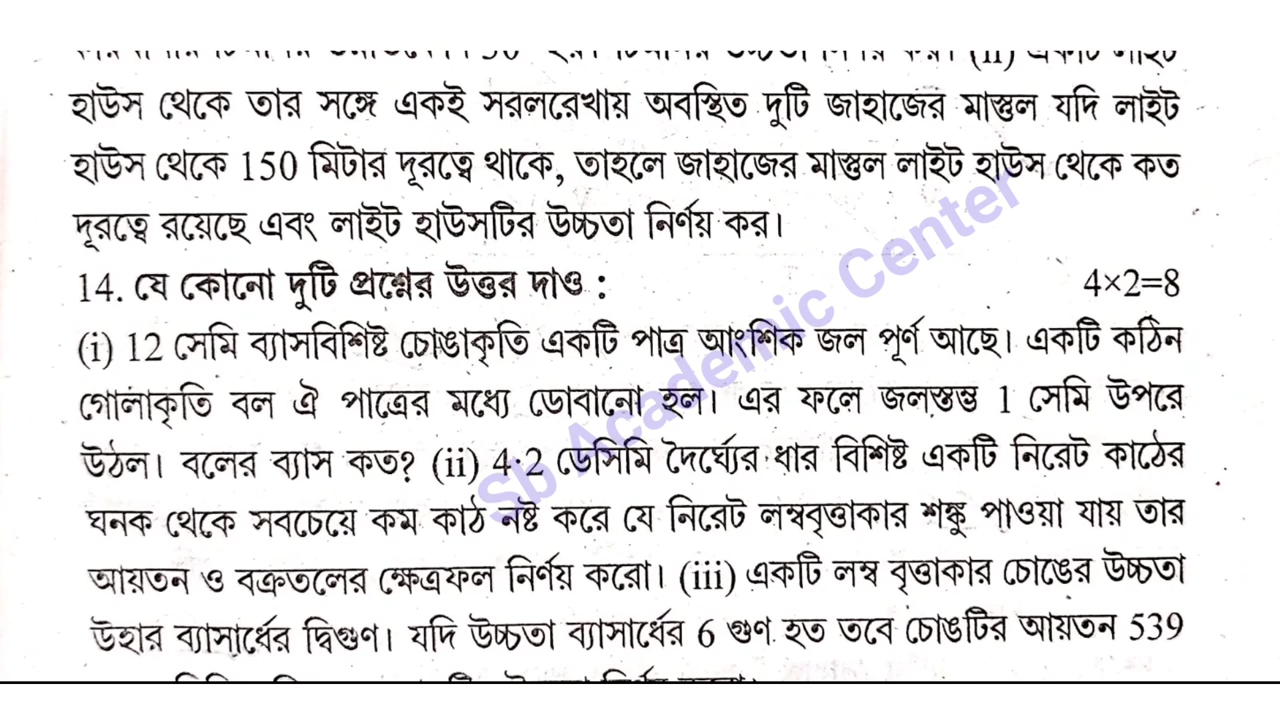 হাউস থেকে তার সঙ্গে একই সরলরেখায় অবস্থিত দুটি জাহাজের মাস্তুল যদি লাইট
হাউস থেকে 150 মিটার দূরত্বে থাকে, তাহলে জাহাজের মাস্তুল লাইট হাউস থেকে কত
দূরত্বে রয়েছে এবং লাইট হাউসটির উচ্চতা নির্ণয় কর।
14. যে কোনো দুটি প্রশ্নের উত্তর দাও : 4×2=8
(i) 12 সেমি ব্যাসবিশিষ্ট চোঙাকৃতি একটি পাত্র আংশিক জল পূর্ণ আছে। একটি কঠিন
গোলাকৃতি বল ঐ পাত্রের মধ্যে ডোবানো হল। এর ফলে জলস্তম্ভ 1 সেমি উপরে
উঠল। বলের ব্যাস কত? (ii) 4·2 ডেসিমি দৈর্ঘ্যের ধার বিশিষ্ট একটি নিরেট কাঠের
ঘনক থেকে সবচেয়ে কম কাঠ নষ্ট করে যে নিরেট লম্ববৃত্তাকার শঙ্কু পাওয়া যায় তার
আয়তন ও বক্রতলের ক্ষেত্রফল নির্ণয় করো। (iii) একটি লম্ব বৃত্তাকার চোঙের উচ্চতা
উহার ব্যাসার্ধের দ্বিগুণ। যদি উচ্চতা ব্যাসার্ধের 6 গুণ হত তবে চোঙটির আয়তন 539
Sb Academic Center